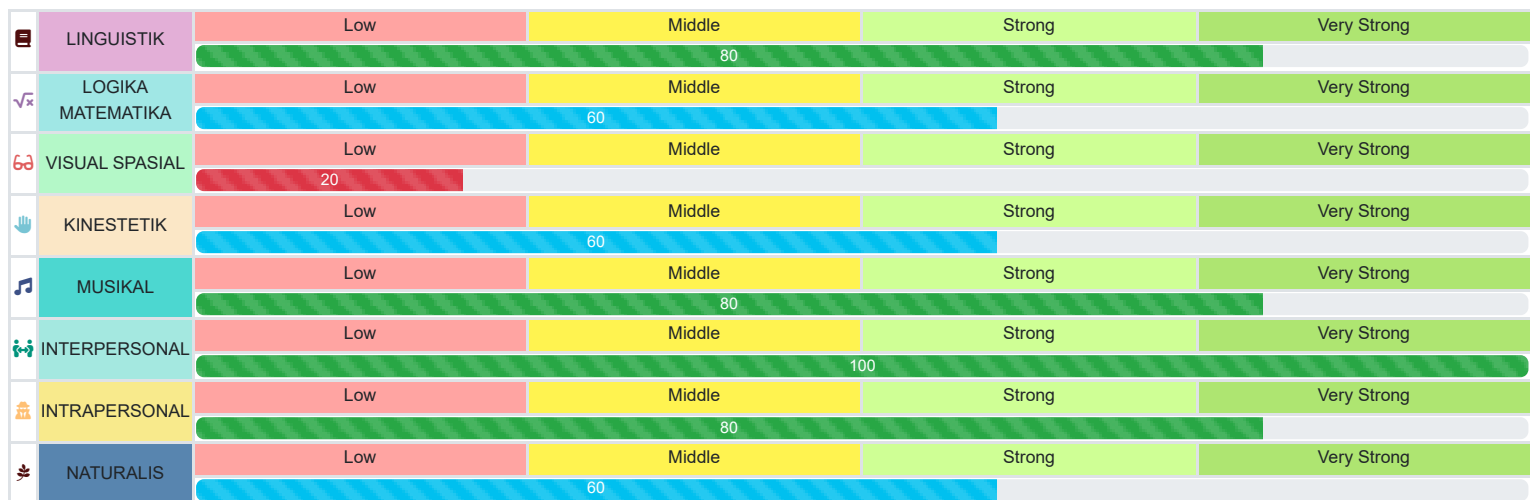 Low Middle Strong Very Strong
LINGUISTIK
80
Low Middle Strong Very Strong
LOGIKA
MATEMATIKA
60
Low Middle Strong Very Strong
VISUAL SPASIAL
20
Low Middle Strong Very Strong
KINESTETIK
60
Low Middle Strong Very Strong
MUSIKAL
80
Low Middle Strong Very Strong
INTERPERSONAL
100
Low Middle Strong Very Strong
INTRAPERSONAL
80
Low Middle Strong Very Strong
NATURALIS
60